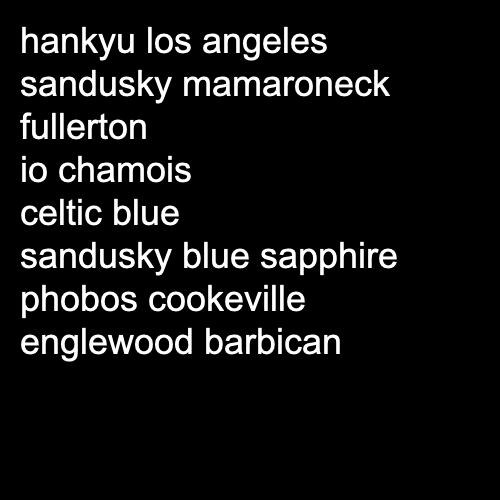 hankyu los angeles
sandusky mamaroneck
fullerton
io chamois
celtic blue
sandusky blue sapphire
phobos cookeville
englewood barbican